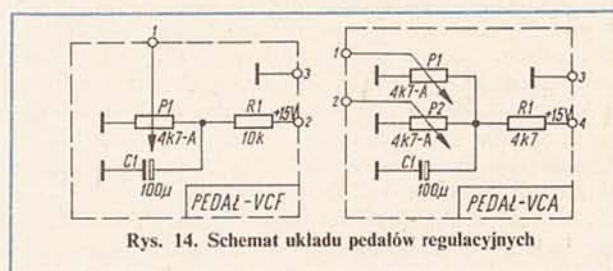 1
3
P1
4k7-A
R1
+15V
2
10k
C1
100µ
PEDAŁ-VCF
1
P1
4k7-A
3
2
P2
4k7-A
R1
+15V
4
4k7
C1
100µ
PEDAŁ-VCA
Rys. 14. Schemat układu pedałów regulacyjnych